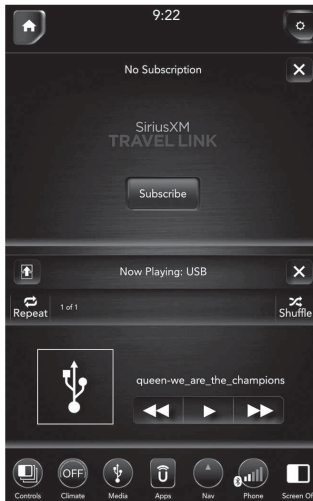 9:22
No Subscription
SiriusXM
TRAVEL LINK
Subscribe
Now Playing: USB
Repeat
1 of 1
Shuffle
queen-we_are_the_champions
OFF
Controls
Climate
Media
Apps
Nav
Phone
Screen Of